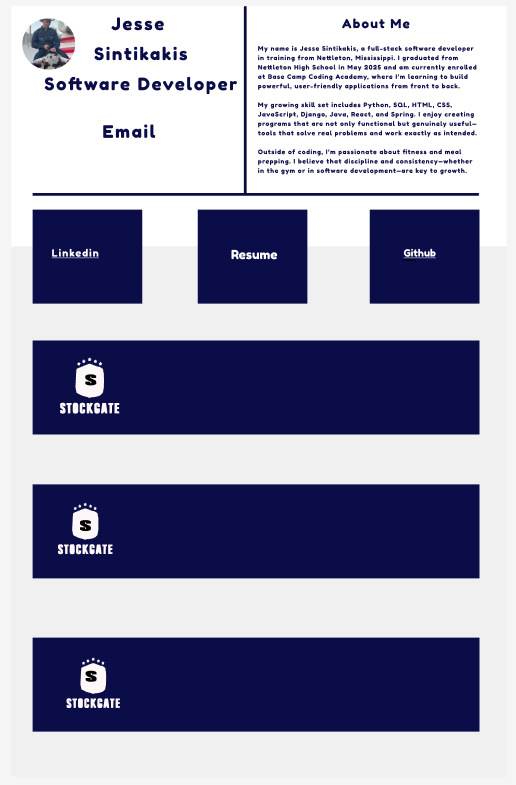 Jesse
Sintikakis
Software Developer
Email
About Me
My name is Jesse Sintikakis, a full-stack software developer
in training from Nettleton, Mississippi. I graduated from
Nettleton High School in May 2025 and am currently enrolled
at Base Camp Coding Academy, where I'm learning to build
powerful, user-friendly applications from front to back.
My growing skill set includes Python, SQL, HTML, CSS,
JavaScript, Django, Java, React, and Spring. I enjoy creating
programs that are not only functional but genuinely useful—
tools that solve real problems and work exactly as intended.
Outside of coding, I'm passionate about fitness and meal
prepping. I believe that discipline and consistency—whether
in the gym or in software development—are key to growth.
Linkedin
Resume
Github
S
STOCKGATE
S
STOCKGATE
S
STOCKGATE